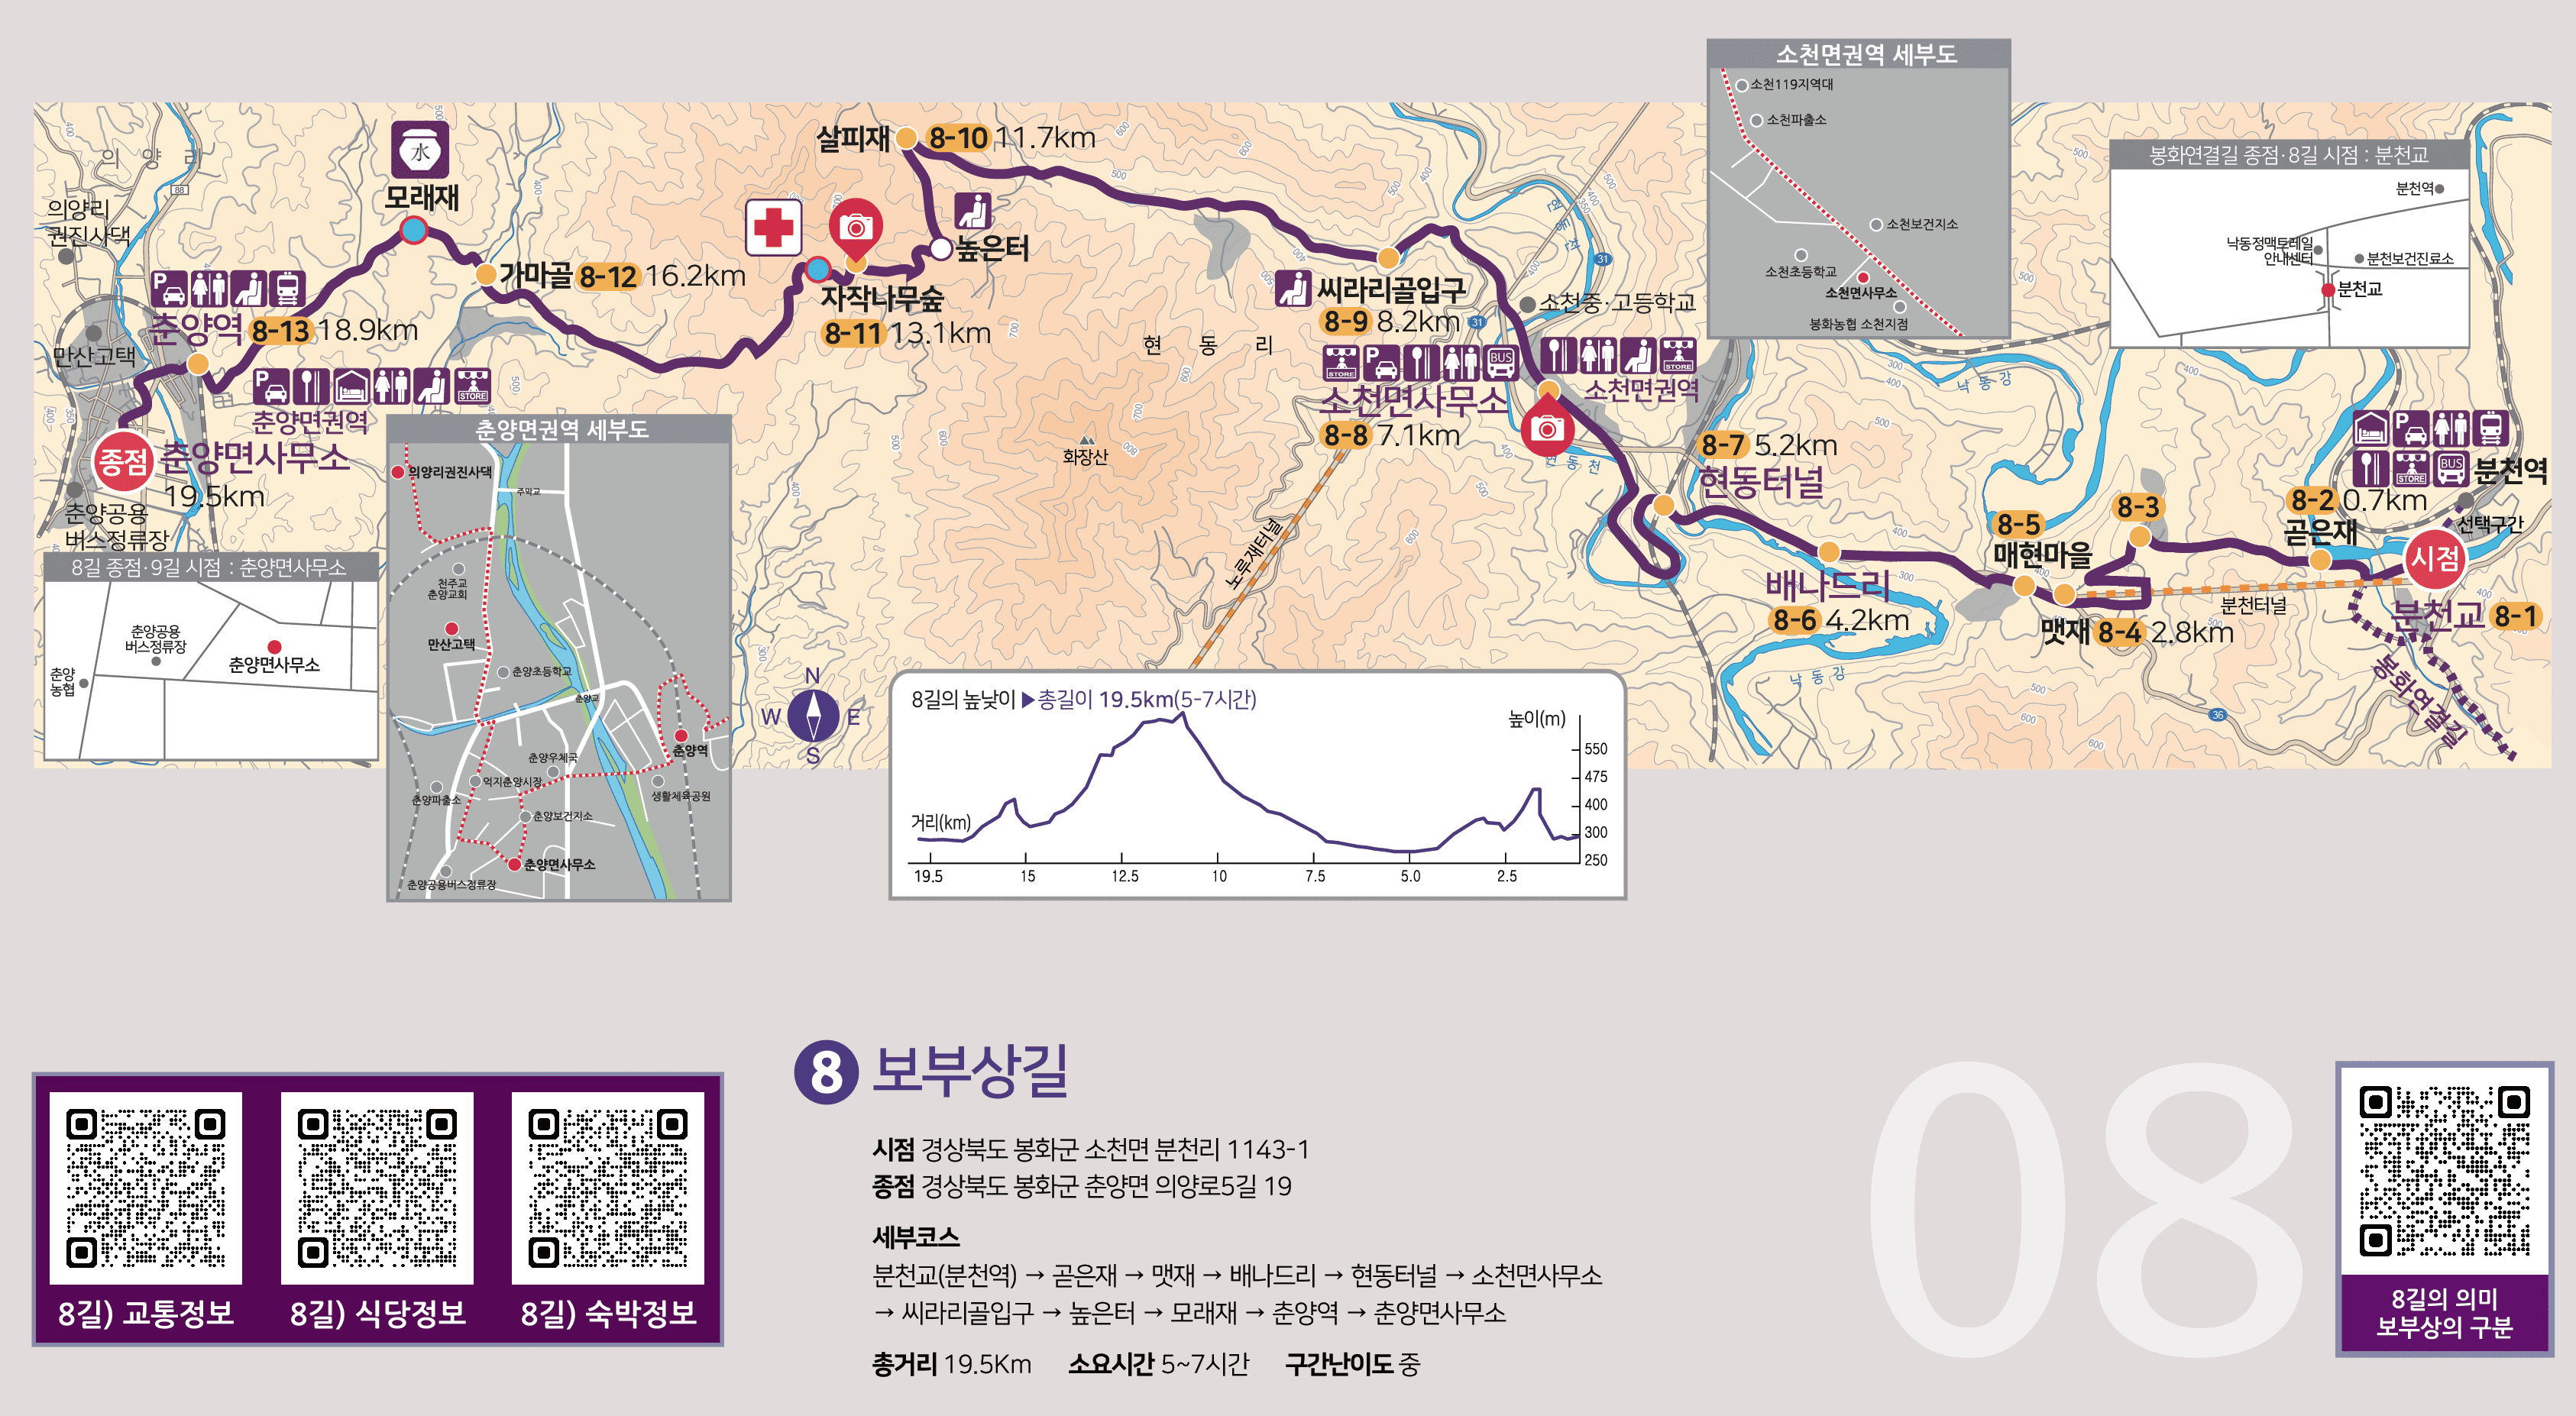 소천면권역 세부도
소천119지역대
소천파출소
소천보건지소
소천초등학교
소천면사무소
봉화농협 소천지점
봉화연결길 종점·8길 시점 : 분천교
분천역
낙동정맥트레일
안내센터
분천보건진료소
분천교
의 양 리
88
의양리
권진사댁
水
모래재
살피재
8-10 11.7km
높은터
가마골 8-12 16.2km
자작나무숲
8-11 13.1km
P
춘양역 8-13 18.9km
만산고택
P
STORE
춘양면권역
종점
춘양면사무소
19.5km
춘양공용
버스정류장
씨라리골입구
8-9 8.2km
31
31
소천중·고등학교
현 동 리
STORE
P
BUS
소천면사무소
8-8 7.1km
STORE
소천면권역
현동천
현동천
화장산
노루재터널
8-7 5.2km
현동터널
배나드리
8-6 4.2km
낙동강
낙동강
8-5
매현마을
8-3
맷재 8-4 2.8km
8-2 0.7km
곧은재
분천터널
P
STORE
BUS
분천역
선택구간
시점
분천교 8-1
봉화연결길
36
8길 종점·9길 시점 : 춘양면사무소
춘양공용
버스정류장
춘양면사무소
춘양
농협
춘양면권역 세부도
의양리권진사댁
주막교
천주교
춘양교회
만산고택
춘양초등학교
춘양교
춘양역
춘양우체국
억지춘양시장
춘양파출소
생활체육공원
춘양보건지소
춘양면사무소
춘양공용버스정류장
N
W E
S
8길의 높낮이 ▶총길이 19.5km(5-7시간)
높이(m)
550
475
400
300
250
거리(km)
19.5 15 12.5 10 7.5 5.0 2.5
8 보부상길
시점 경상북도 봉화군 소천면 분천리 1143-1
종점 경상북도 봉화군 춘양면 의양로5길 19
세부코스
분천교(분천역) → 곧은재 → 맷재 → 배나드리 → 현동터널 → 소천면사무소
→ 씨라리골입구 → 높은터 → 모래재 → 춘양역 → 춘양면사무소
총거리 19.5Km 소요시간 5~7시간 구간난이도 중
8길) 교통정보
8길) 식당정보
8길) 숙박정보
08
8길의 의미
보부상의 구분